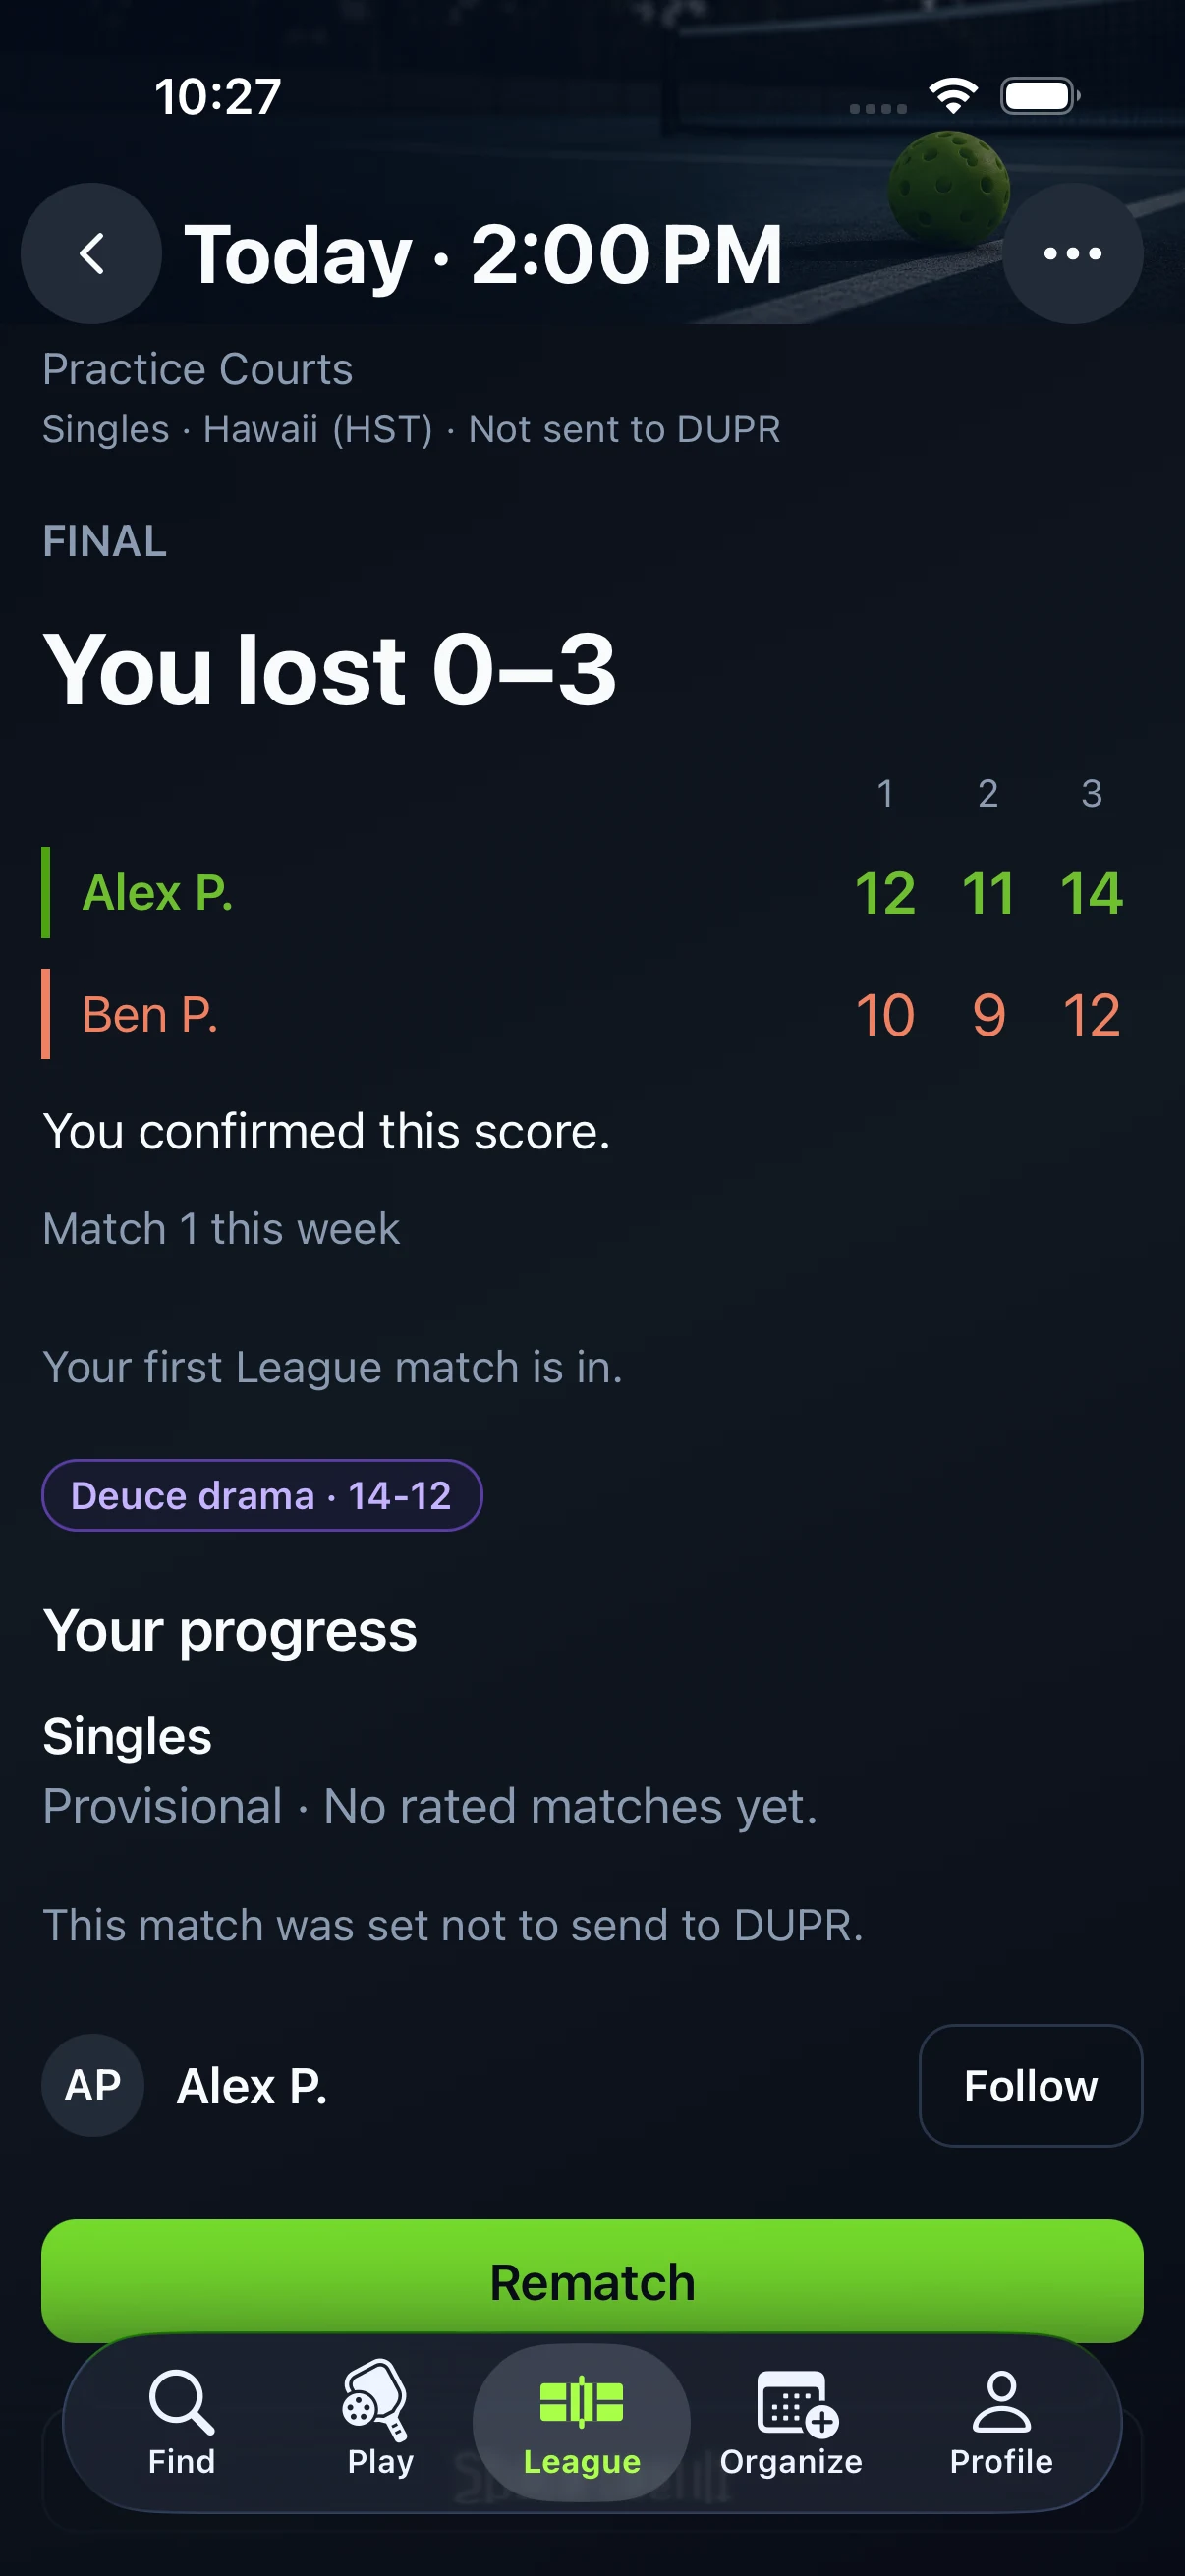 10:27
Today · 2:00 PM
Practice Courts
Singles · Hawaii (HST) · Not sent to DUPR
FINAL
You lost 0–3
1 2 3
Alex P. 12 11 14
Ben P. 10 9 12
You confirmed this score.
Match 1 this week
Your first League match is in.
Deuce drama · 14-12
Your progress
Singles
Provisional · No rated matches yet.
This match was set not to send to DUPR.
AP Alex P. Follow
Rematch
Find Play League Organize Profile